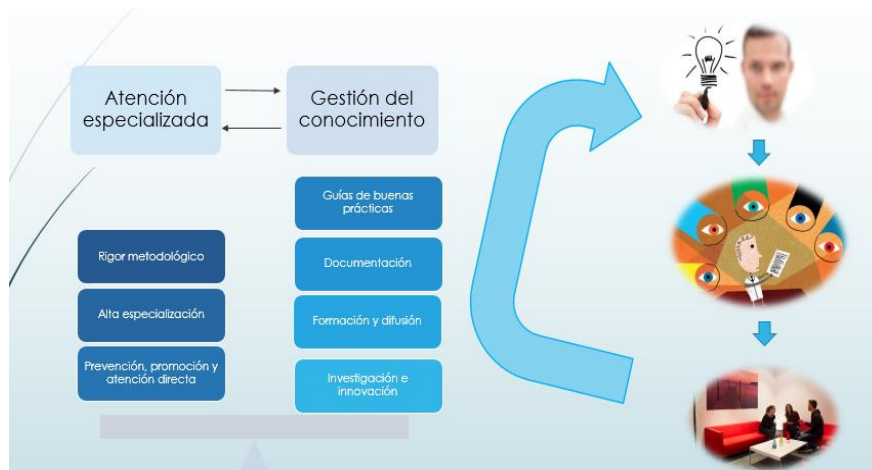 Atención
especializada
Gestión del
conocimiento
Guías de buenas
prácticas
Rigor metodológico
Documentación
Alta especialización
Formación y difusión
Prevención, promoción y
atención directa
Investigación e
innovación